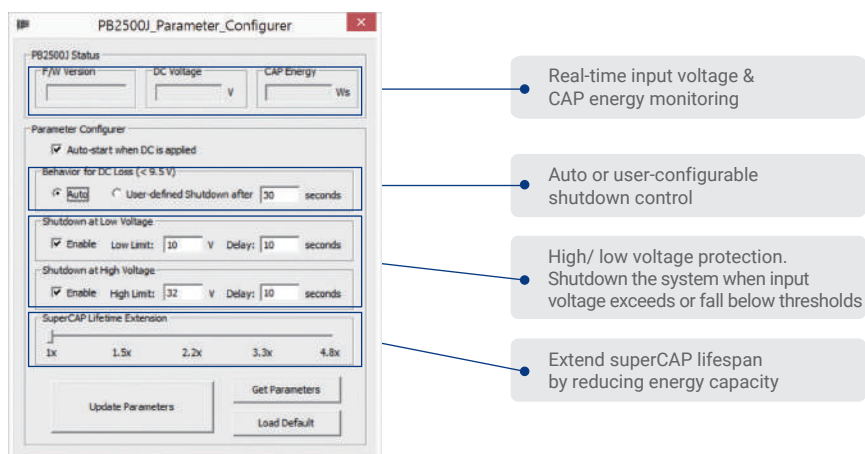 PB2500J_Parameter_Configurer
PB2500J Status
F/W Version DC Voltage CAP Energy
V Ws
Parameter Configurer
Auto-start when DC is applied
Behavior for DC Loss (< 9.5 V)
Auto User-defined Shutdown after 30 seconds
Shutdown at Low Voltage
Enable Low Limit: 10 V Delay: 10 seconds
Shutdown at High Voltage
Enable High Limit: 32 V Delay: 10 seconds
SuperCAP Lifetime Extension
1x 1.5x 2.2x 3.3x 4.8x
Update Parameters
Get Parameters
Load Default
Real-time input voltage &
CAP energy monitoring
Auto or user-configurable
shutdown control
High/ low voltage protection.
Shutdown the system when input
voltage exceeds or fall below thresholds
Extend superCAP lifespan
by reducing energy capacity